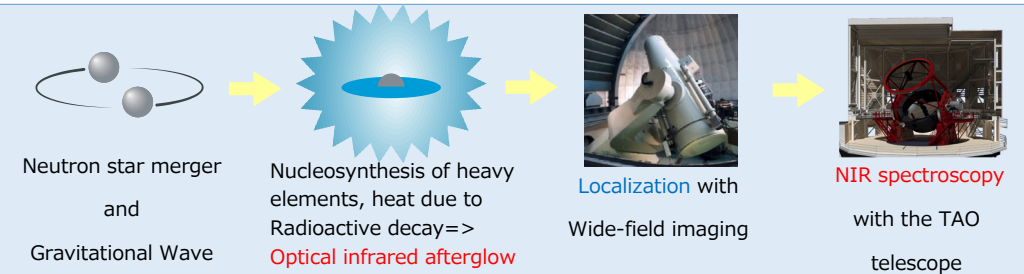 Neutron star merger
and
Gravitational Wave
Nucleosynthesis of heavy
elements, heat due to
Radioactive decay=>
Optical infrared afterglow
Localization with
Wide-field imaging
NIR spectroscopy
with the TAO
telescope